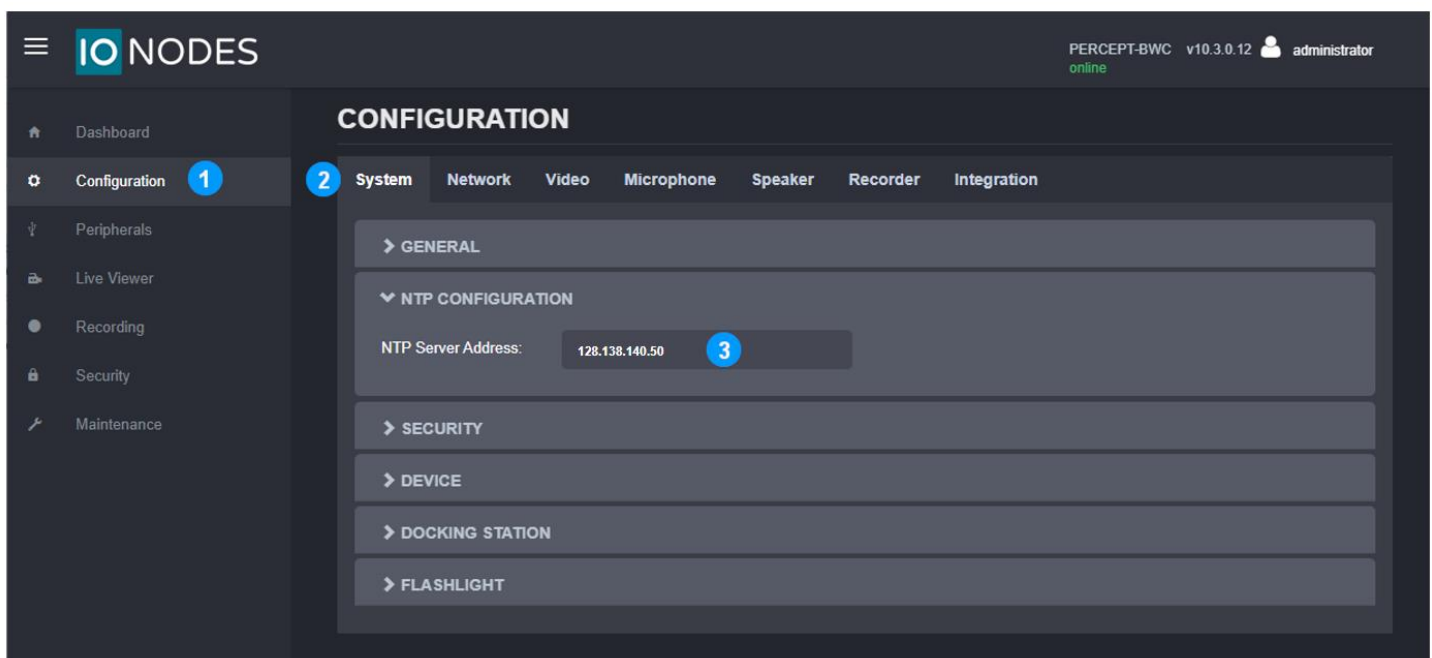 IONODES
PERCEPT-BWC v10.3.0.12 administrator
online
Dashboard
Configuration 1
Peripherals
Live Viewer
Recording
Security
Maintenance
CONFIGURATION
2 System Network Video Microphone Speaker Recorder Integration
GENERAL
NTP CONFIGURATION
NTP Server Address: 128.138.140.50 3
SECURITY
DEVICE
DOCKING STATION
FLASHLIGHT